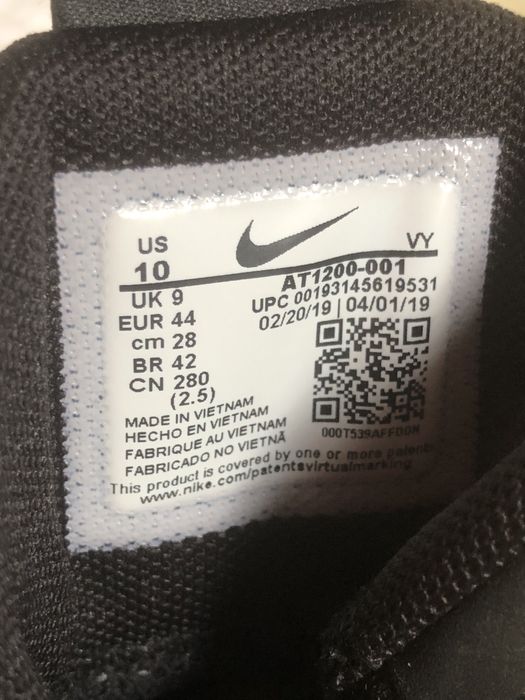 US
10
VY
UK 9
EUR 44
cm 28
BR 42
CN 280
(2.5)
AT1200-001
UPC 00193145619531
02/20/19 | 04/01/19
000T539AFFDDN
MADE IN VIETNAM
HECHO EN VIETNAM
FABRIQUE AU VIETNAM
FABRICADO NO VIETNÃ
This product is covered by one or more patents
www.nike.com/patentsvirtualmarking